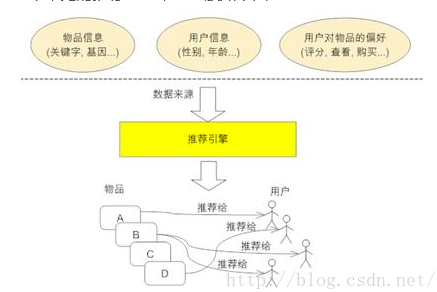 物品信息
(关键字, 基因...)
用户信息
(性别, 年龄...)
用户对物品的偏好
(评分, 查看, 购买...)
数据来源
推荐引擎
物品
用户
A
推荐给
B
推荐给
C
推荐给
D
推荐给
http://blog.csdn.net/